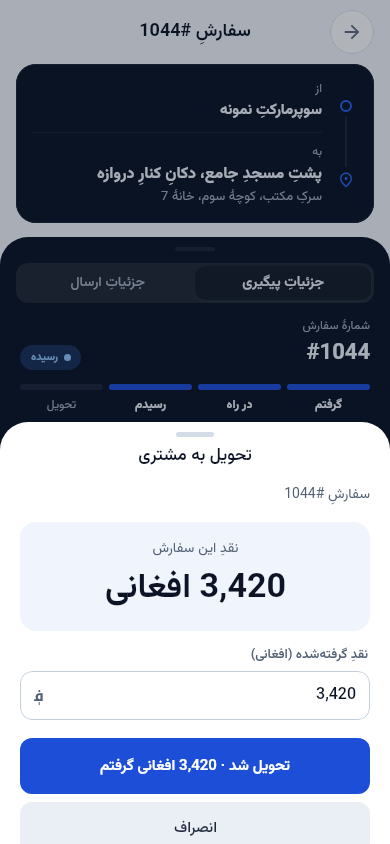 سفارشِ #1044
از
سوپرمارکتِ نمونه
به
پشتِ مسجدِ جامع، دکانِ کنارِ دروازه
سرکِ مکتب، کوچهٔ سوم، خانهٔ 7
جزئیاتِ پیگیری
جزئیاتِ ارسال
شمارهٔ سفارش
#1044
رسیده
گرفتم
در راه
رسیدم
تحویل
تحویل به مشتری
سفارشِ #1044
نقدِ این سفارش
3,420 افغانی
نقدِ گرفته‌شده (افغانی)
3,420
؋
تحویل شد · 3,420 افغانی گرفتم
انصراف